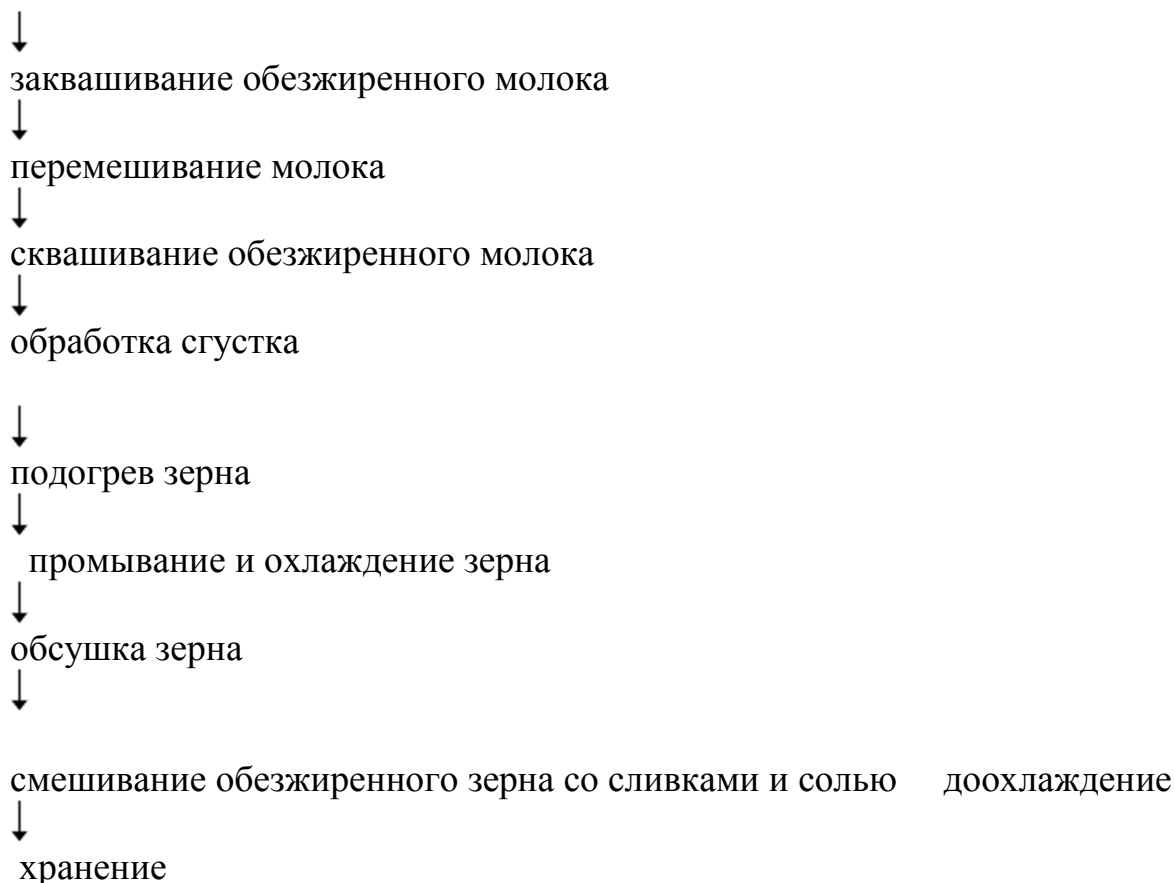 ↓
заквашивание обезжиренного молока
↓
перемешивание молока
↓
сквашивание обезжиренного молока
↓
обработка сгустка
↓
подогрев зерна
↓
промывание и охлаждение зерна
↓
обсушка зерна
↓
смешивание обезжиренного зерна со сливками и солью доохлаждение
↓
хранение